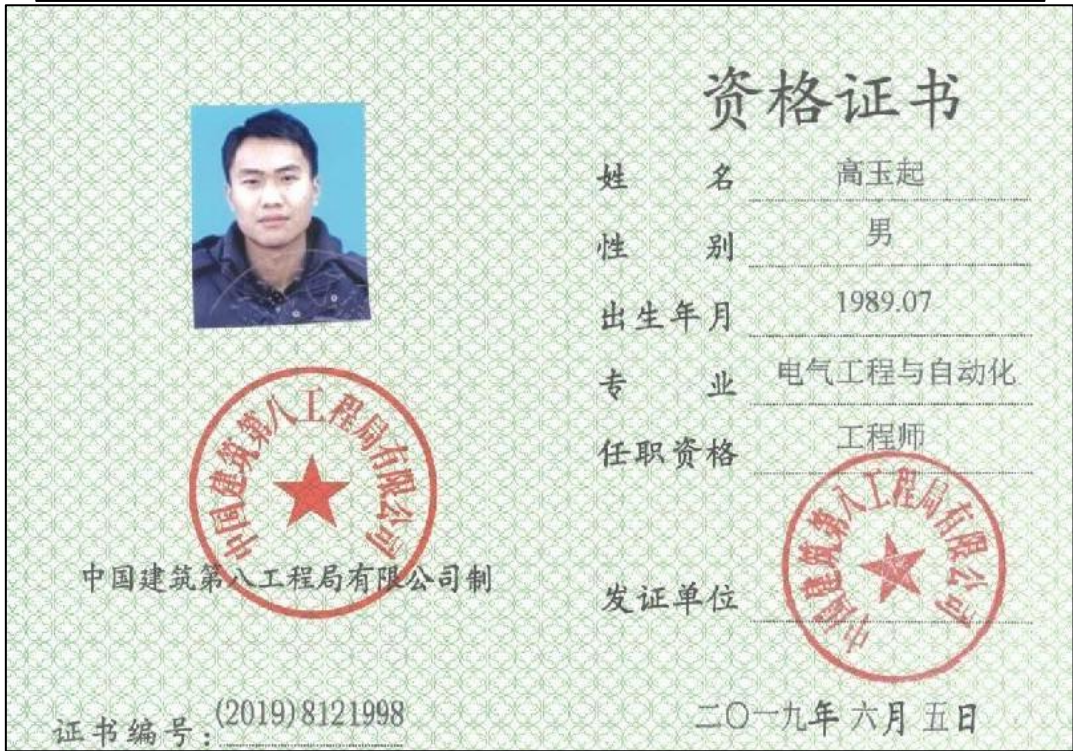 资格证书
姓名 高玉起
性别 男
出生年月 1989.07
专业 电气工程与自动化
任职资格 工程师
中国建筑第八工程局有限公司
中国建筑第八工程局有限公司制
发证单位
中国建筑第八工程局有限公司
证书编号：(2019)8121998
二〇一九年六月五日